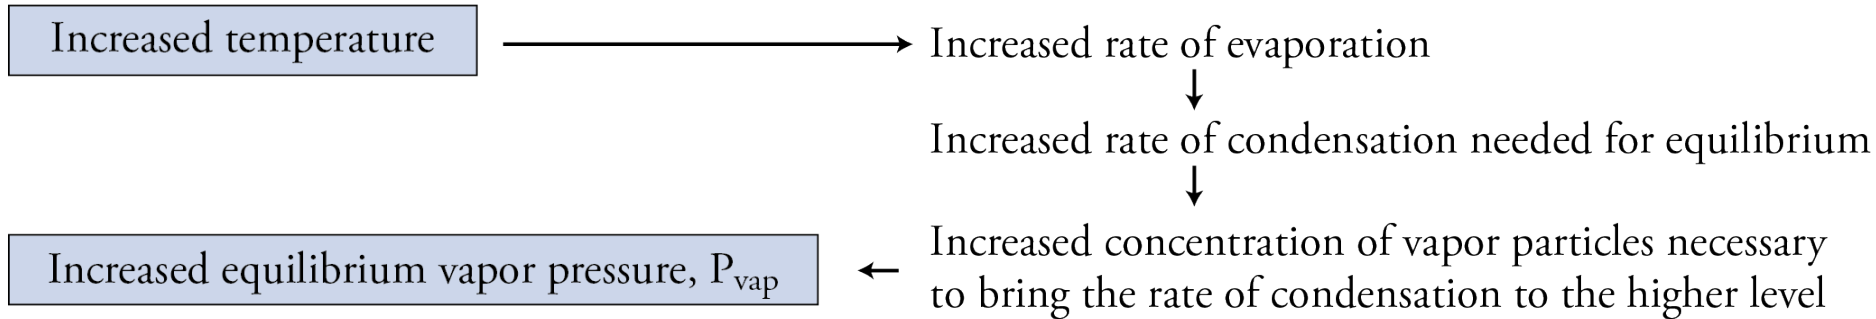 Increased temperature
Increased rate of evaporation
Increased rate of condensation needed for equilibrium
Increased concentration of vapor particles necessary
to bring the rate of condensation to the higher level
Increased equilibrium vapor pressure, Pvap